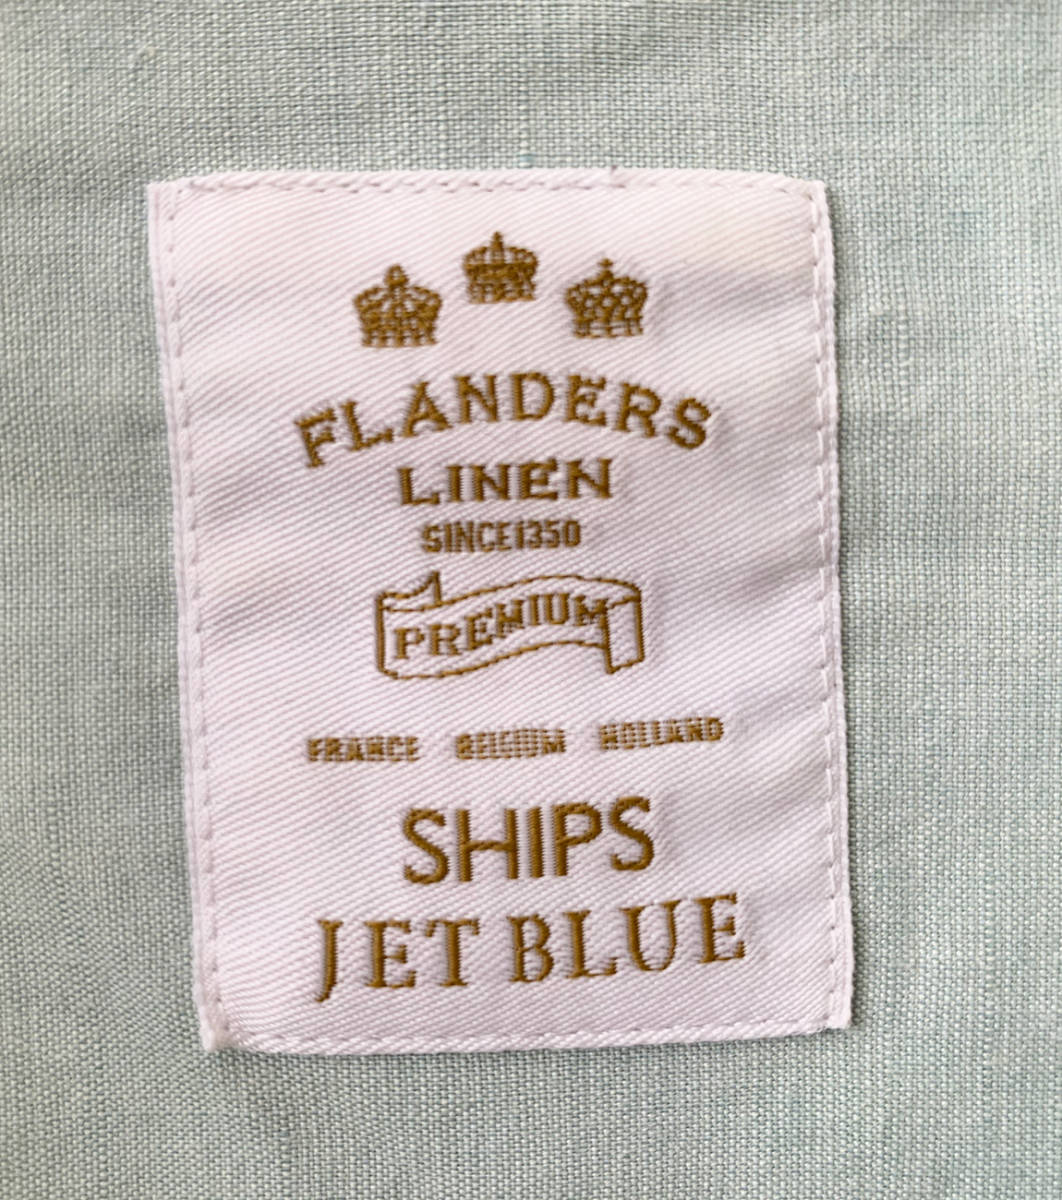 FLANDERS
LINEN
SINCE1350
PREMIUM
FRANCE BELGIUM HOLLAND
SHIPS
JET BLUE